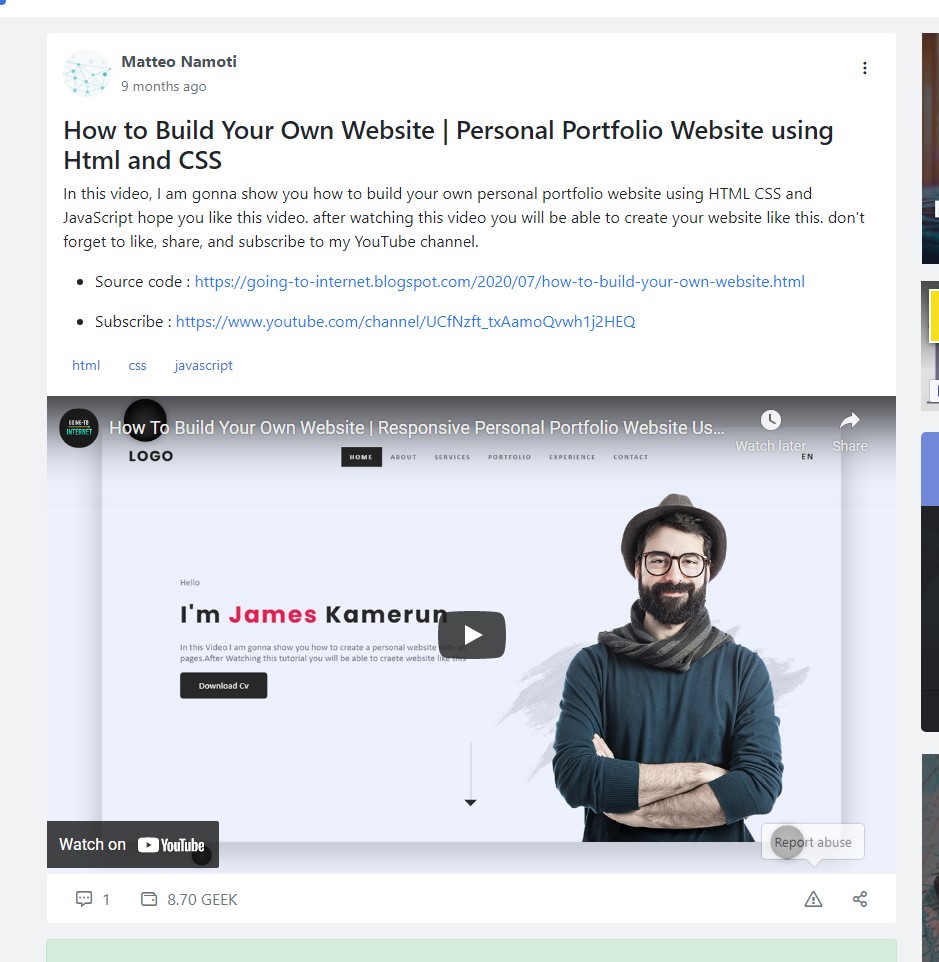 Matteo Namoti
9 months ago
How to Build Your Own Website | Personal Portfolio Website using
Html and CSS
In this video, I am gonna show you how to build your own personal portfolio website using HTML CSS and
JavaScript hope you like this video. after watching this video you will be able to create your website like this. don't
forget to like, share, and subscribe to my YouTube channel.
Source code : https://going-to-internet.blogspot.com/2020/07/how-to-build-your-own-website.html
Subscribe : https://www.youtube.com/channel/UCfNzft_txAamoQvwh1j2HEQ
html css javascript
GOING-TO
INTERNET
How To Build Your Own Website | Responsive Personal Portfolio Website Us...
Watch later
Share
LOGO
HOME ABOUT SERVICES PORTFOLIO EXPERIENCE CONTACT
EN
Hello
I'm James Kamerun
In this Video I am gonna show you how to create a personal website with all
pages.After Watching this tutorial you will be able to craete website like this
Download Cv
Watch on YouTube
Report abuse
1
8.70 GEEK